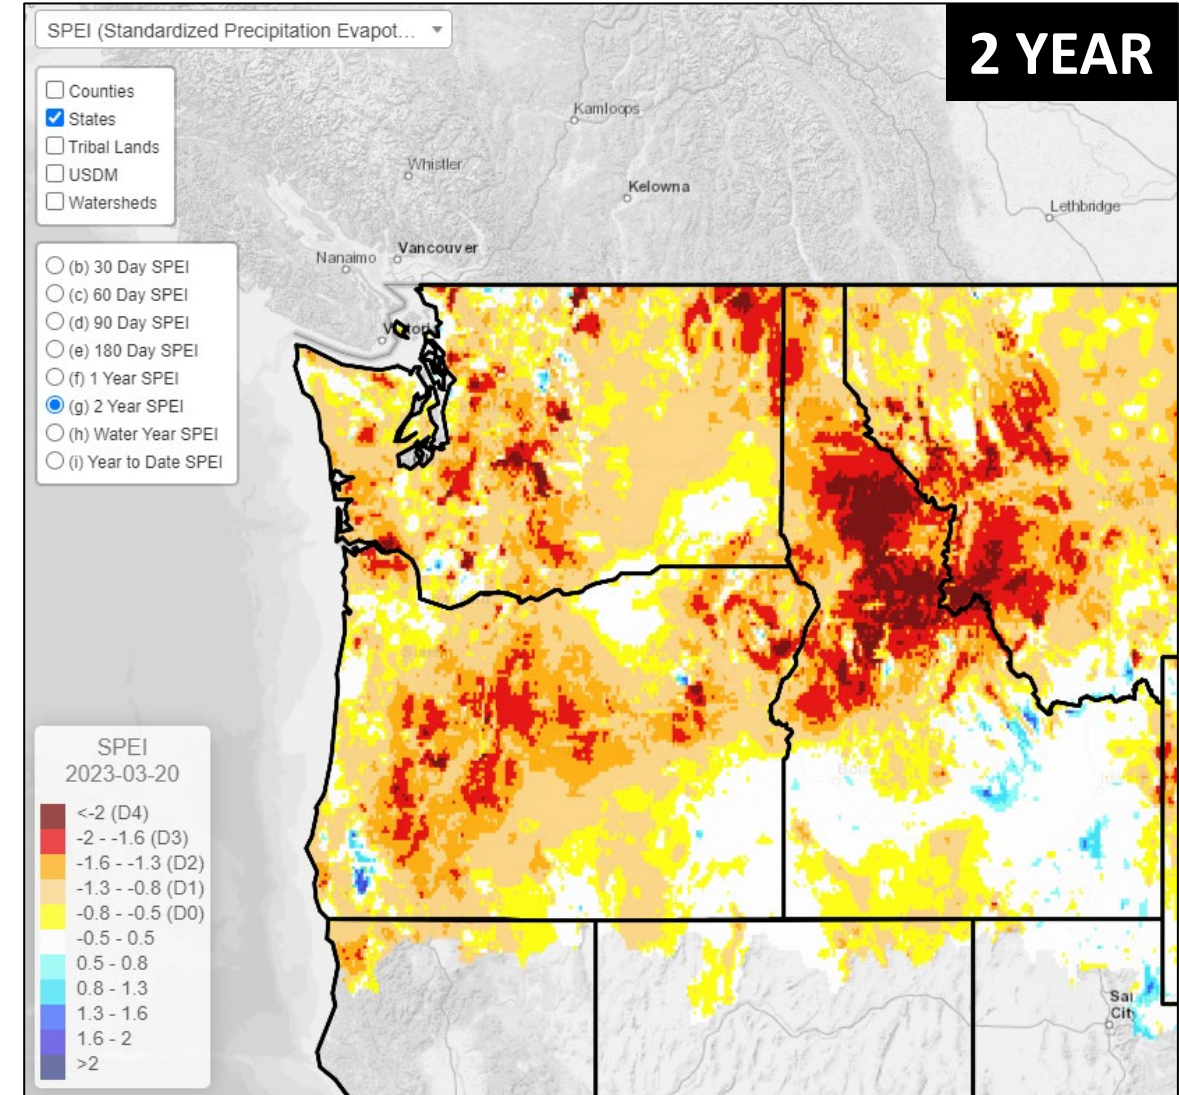 SPEI (Standardized Precipitation Evapot...
2 YEAR
Counties
States
Tribal Lands
USDM
Watersheds
(b) 30 Day SPEI
(c) 60 Day SPEI
(d) 90 Day SPEI
(e) 180 Day SPEI
(f) 1 Year SPEI
(g) 2 Year SPEI
(h) Water Year SPEI
(i) Year to Date SPEI
Kamloops
Whistler
Kelowna
Lethbridge
Nanaimo
Vancouver
SPEI
2023-03-20
<-2 (D4)
-2 - -1.6 (D3)
-1.6 - -1.3 (D2)
-1.3 - -0.8 (D1)
-0.8 - -0.5 (D0)
-0.5 - 0.5
0.5 - 0.8
0.8 - 1.3
1.3 - 1.6
1.6 - 2
>2
City